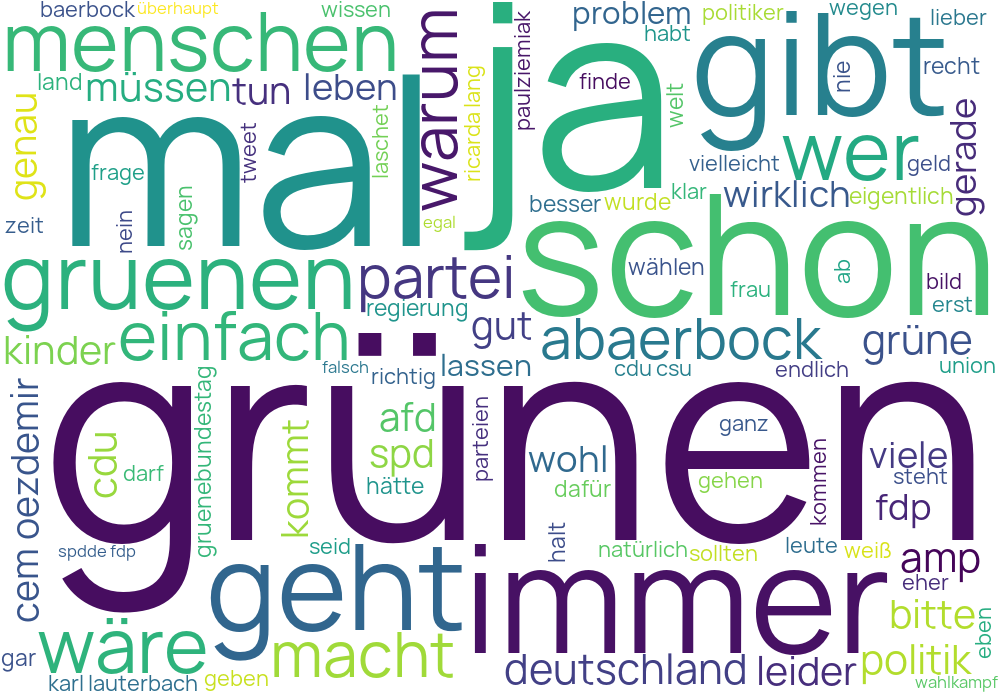 baerbock
überhaupt
wissen
problem
politiker
wegen
lieber
menschen
habt
ja
gibt
land
müssen
tun
leben
warum
paulziemiak
finde
welt
nie
recht
genau
mal
frage
tweet
laschet
ricarda lang
wer
geld
gerade
vielleicht
zeit
nein
sagen
egal
besser
wurde
klar
wirklich
eigentlich
schon
gruenen
partei
wählen
frau
ab
bild
erst
regierung
kinder
einfach
gut
abaerbock
grüne
falsch
richtig
lassen
cdu csu
endlich
union
cem oezdemir
grünen
cdu
darf
gruenebundestag
kommt
afd
spd
hätte
parteien
wohl
dafür
ganz
gehen
kommen
viele
steht
fdp
spdde fdp
seid
halt
natürlich
sollten
leute
weiß
amp
eher
geht
immer
bitte
eben
wäre
gar
macht
deutschland
leider
politik
karl lauterbach
geben
wahlkampf